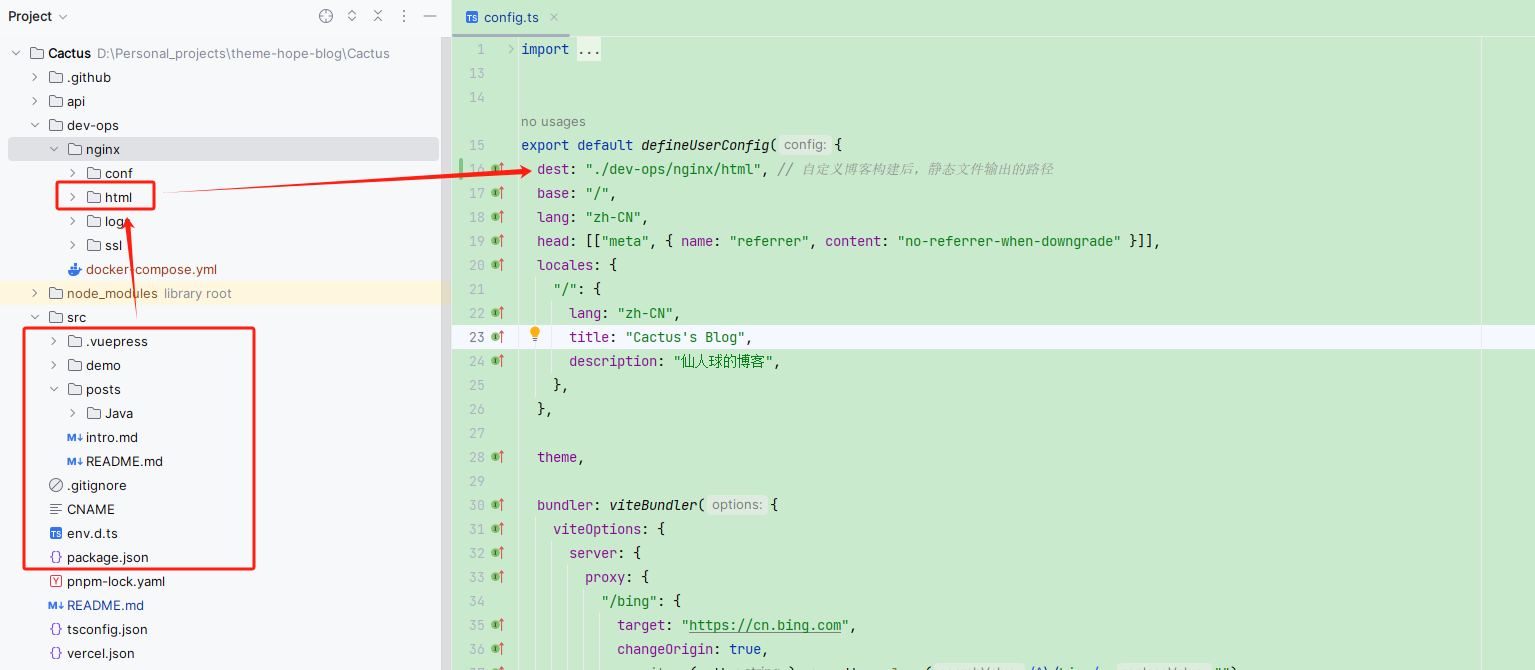 Project
Cactus D:\Personal_projects\theme-hope-blog\Cactus
.github
api
dev-ops
nginx
conf
html
log
ssl
docker-compose.yml
node_modules library root
src
.vuepress
demo
posts
Java
M↓ intro.md
M↓ README.md
.gitignore
CNAME
TS env.d.ts
{} package.json
Y pnpm-lock.yaml
M↓ README.md
{} tsconfig.json
{} vercel.json
TS config.ts
1 import ...
13
14
no usages
15 export default defineUserConfig( config: {
16 dest: "./dev-ops/nginx/html", // 自定义博客构建后，静态文件输出的路径
17 base: "/",
18 lang: "zh-CN",
19 head: [["meta", { name: "referrer", content: "no-referrer-when-downgrade" }]],
20 locales: {
21 "/": {
22 lang: "zh-CN",
23 title: "Cactus's Blog",
24 description: "仙人球的博客",
25 },
26 },
27
28 theme,
29
30 bundler: viteBundler( options: {
31 viteOptions: {
32 server: {
33 proxy: {
34 "/bing": {
35 target: "https://cn.bing.com",
36 changeOrigin: true,